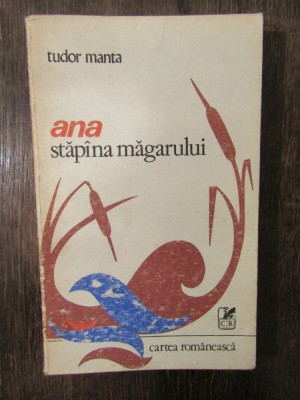 tudor manta
ana
stăpîna măgarului
CR
cartea românească